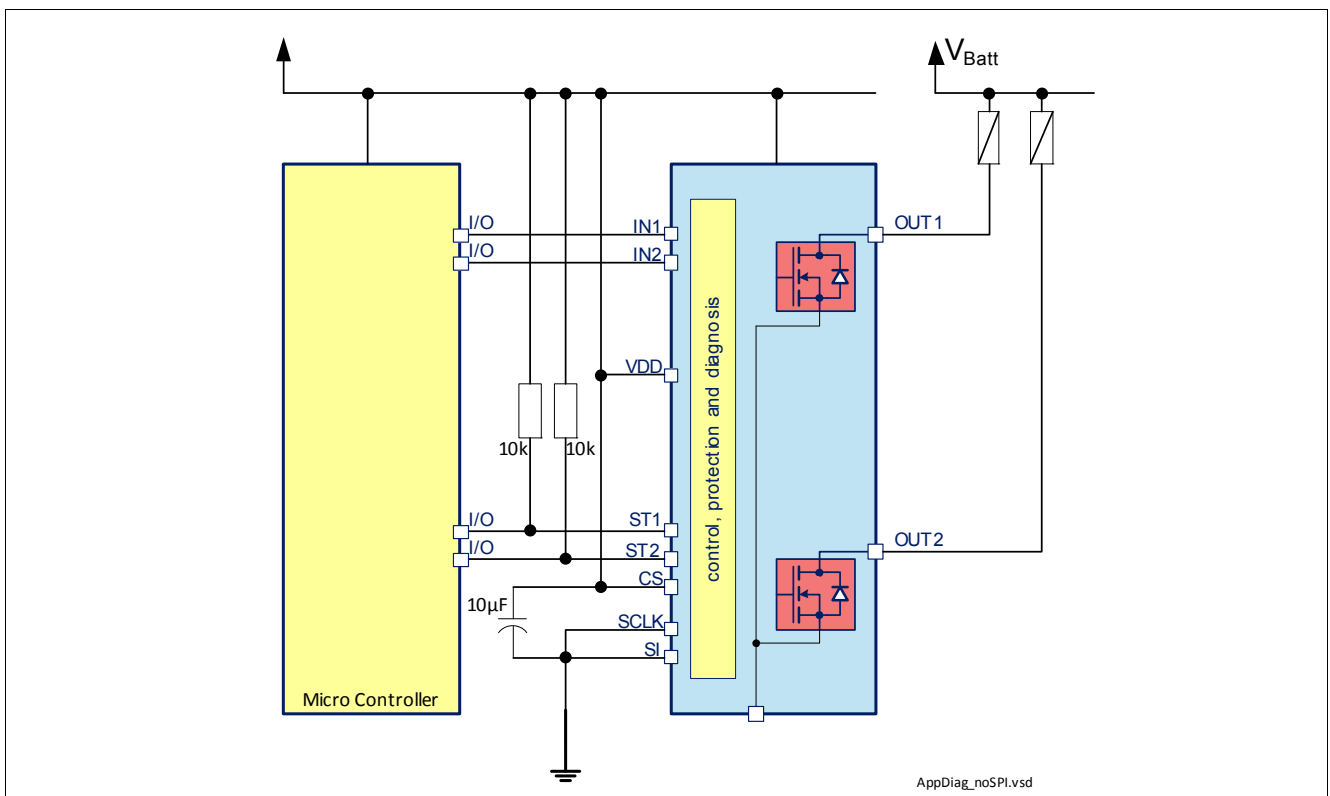 V_Batt
I/O
IN1
OUT1
I/O
IN2
VDD
control, protection and diagnosis
10k
10k
I/O
ST1
I/O
ST2
OUT2
CS
10µF
SCLK
SI
Micro Controller
AppDiag_noSPI.vsd